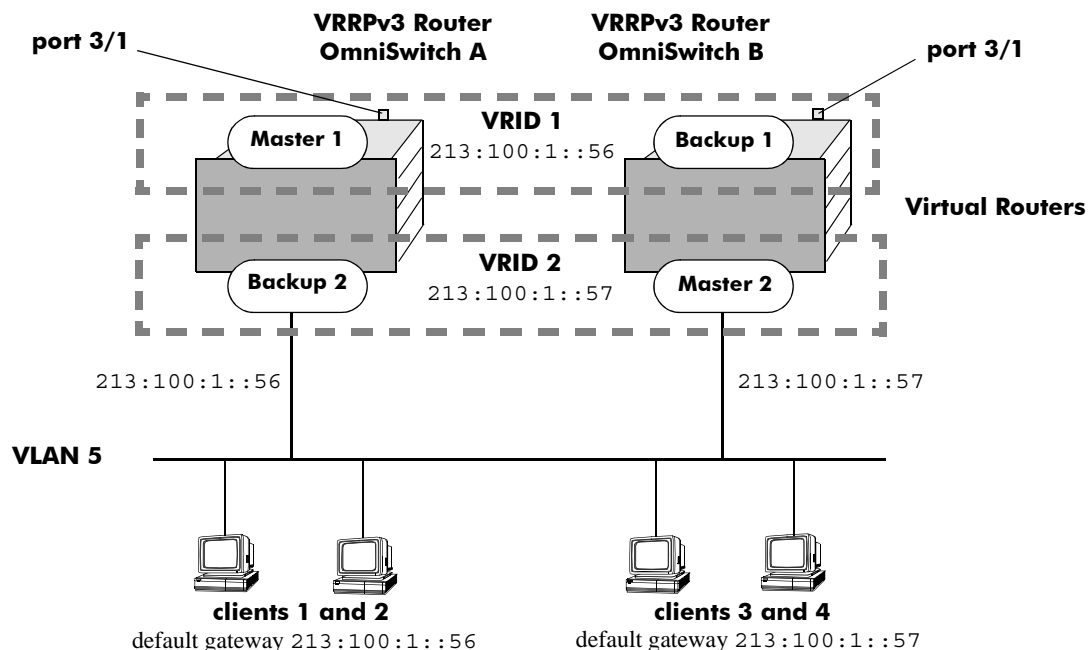 VRRPv3 Router
OmniSwitch A
VRRPv3 Router
OmniSwitch B
port 3/1
port 3/1
Master 1
VRID 1
213:100:1::56
Backup 1
Virtual Routers
Backup 2
VRID 2
213:100:1::57
Master 2
213:100:1::56
213:100:1::57
VLAN 5
clients 1 and 2
default gateway 213:100:1::56
clients 3 and 4
default gateway 213:100:1::57